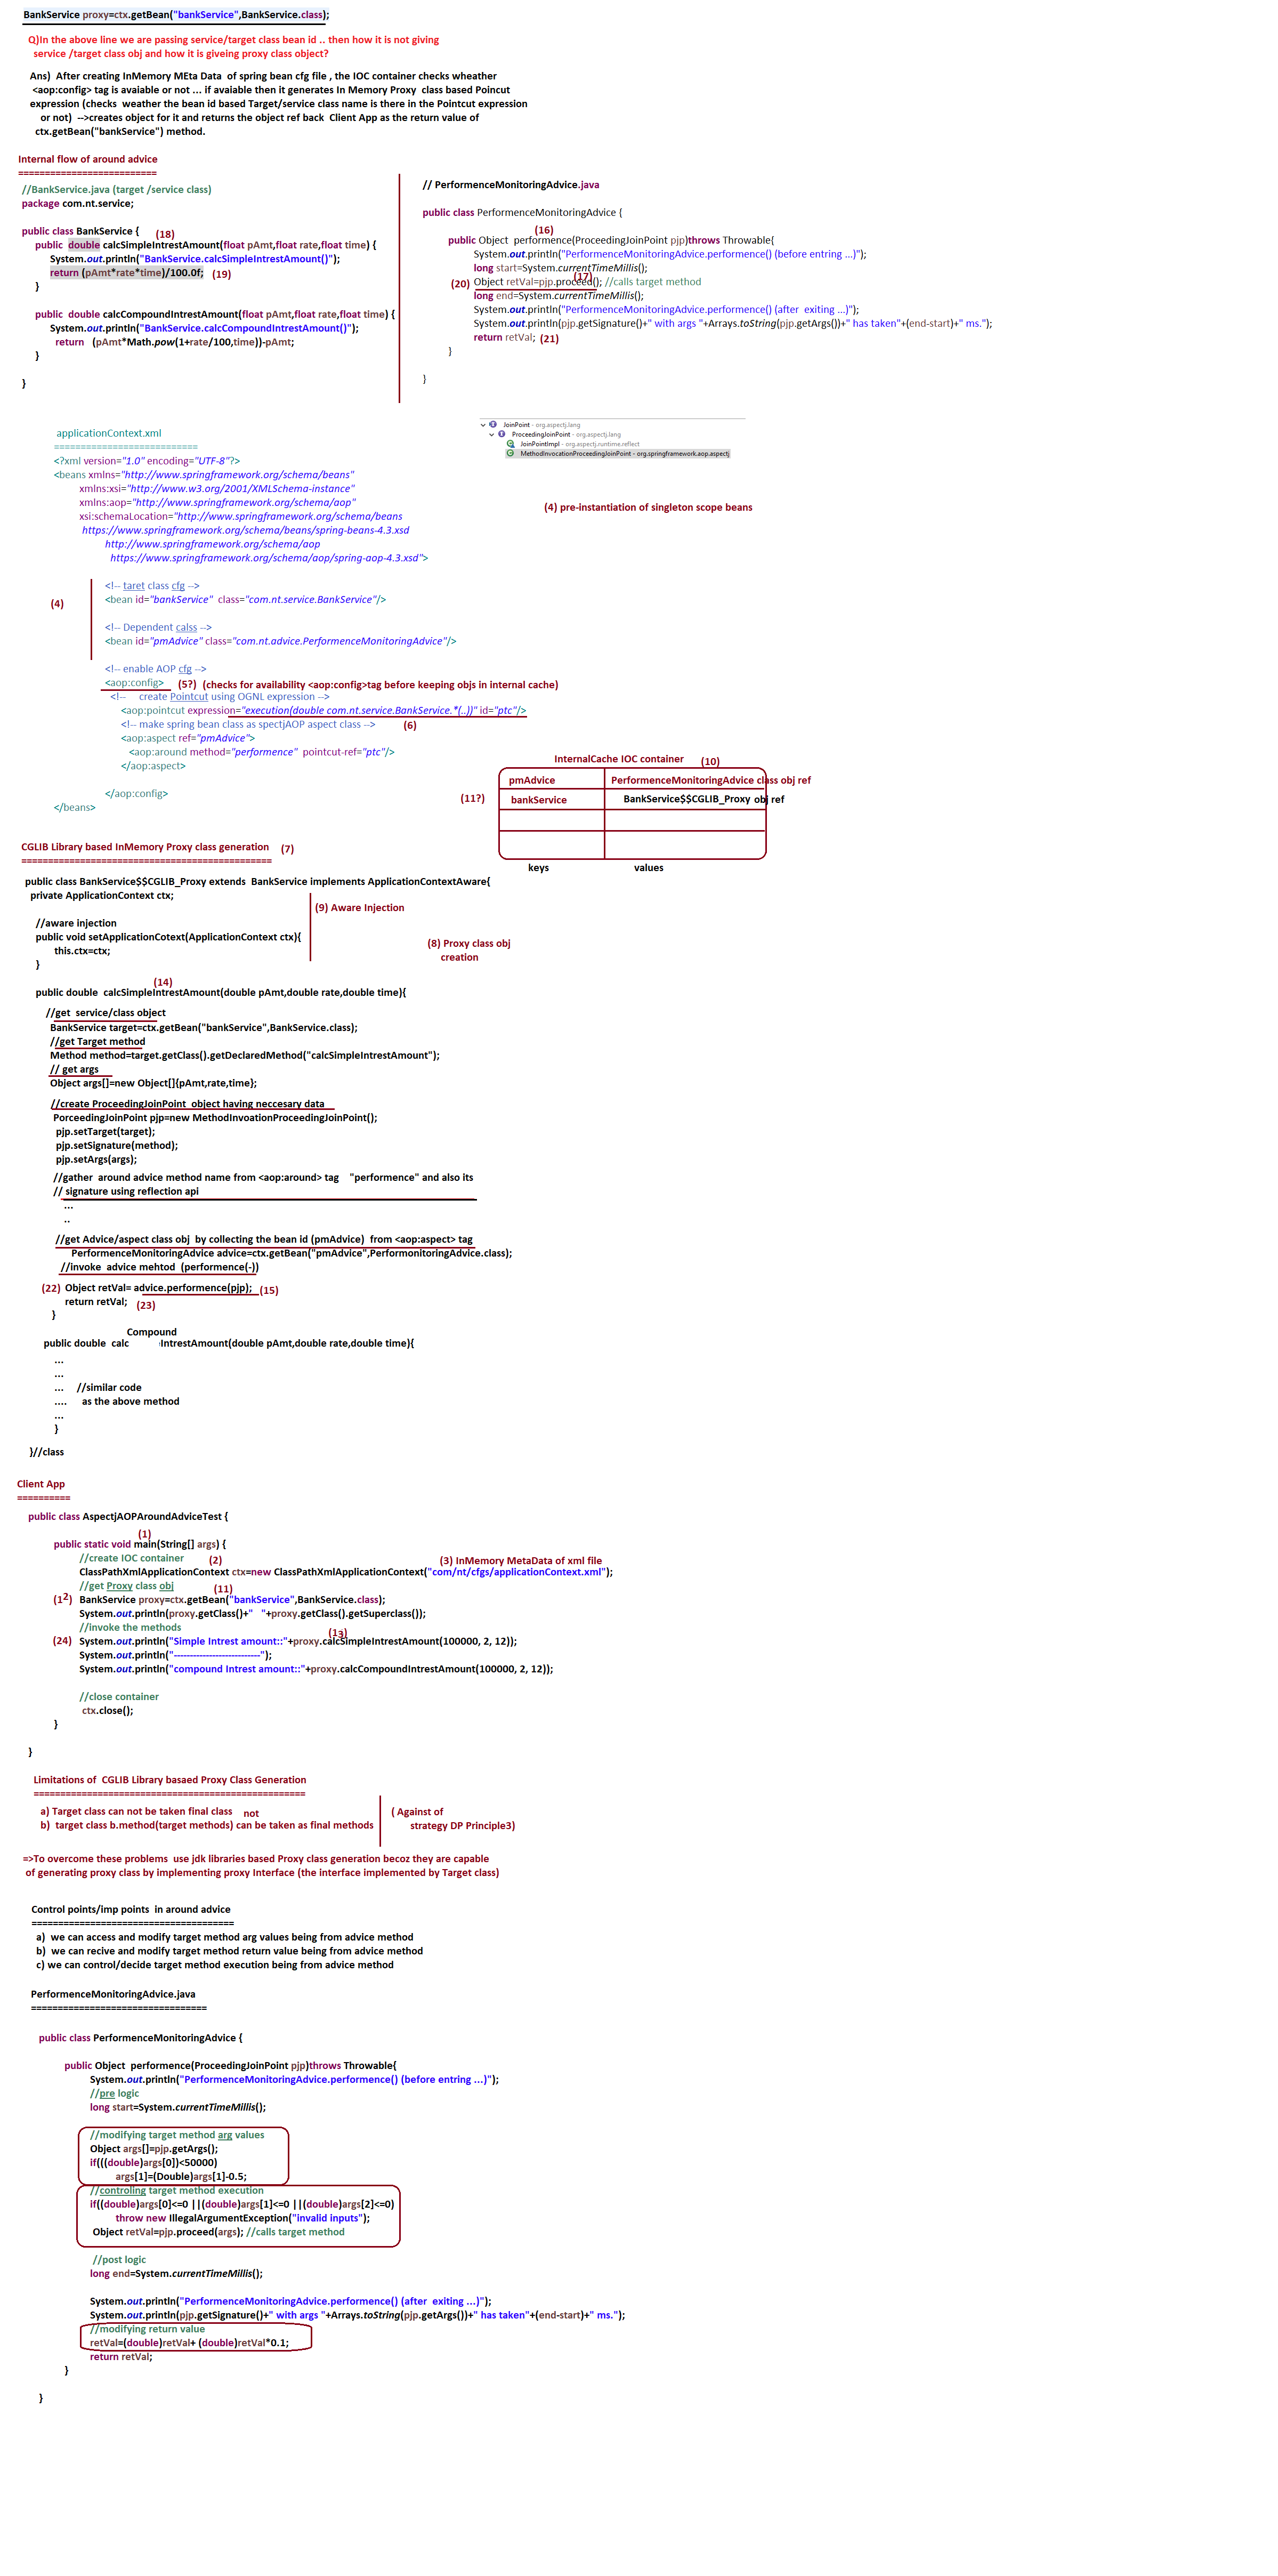 BankService proxy=ctx.getBean("bankService",BankService.class);
Q)In the above line we are passing service/target class bean id .. then how it is not giving
service /target class obj and how it is giveing proxy class object?
Ans)  After creating InMemory MEta Data  of spring bean cfg file , the IOC container checks wheather
<aop:config> tag is avaiable or not ... if avaiable then it generates In Memory Proxy  class based Poincut
expression (checks  weather the bean id based Target/service class name is there in the Pointcut expression
or not)  -->creates object for it and returns the object ref back  Client App as the return value of
ctx.getBean("bankService") method.
Internal flow of around advice
==========================
//BankService.java (target /service class)
package com.nt.service;
public class BankService {
(18)
public  double calcSimpleIntrestAmount(float pAmt,float rate,float time) {
System.out.println("BankService.calcSimpleIntrestAmount()");
return (pAmt*rate*time)/100.0f;   (19)
}
public  double calcCompoundIntrestAmount(float pAmt,float rate,float time) {
System.out.println("BankService.calcCompoundIntrestAmount()");
return   (pAmt*Math.pow(1+rate/100,time))-pAmt;
}
}
// PerformenceMonitoringAdvice.java
public class PerformenceMonitoringAdvice {
(16)
public Object  performence(ProceedingJoinPoint pjp)throws Throwable{
System.out.println("PerformenceMonitoringAdvice.performence() (before entring ...)");
long start=System.currentTimeMillis();
(17)
(20) Object retVal=pjp.proceed(); //calls target method
long end=System.currentTimeMillis();
System.out.println("PerformenceMonitoringAdvice.performence() (after  exiting ...)");
System.out.println(pjp.getSignature()+" with args "+Arrays.toString(pjp.getArgs())+" has taken"+(end-start)+" ms.");
return retVal;  (21)
}
}
applicationContext.xml
===========================
<?xml version="1.0" encoding="UTF-8"?>
<beans xmlns="http://www.springframework.org/schema/beans"
xmlns:xsi="http://www.w3.org/2001/XMLSchema-instance"
xmlns:aop="http://www.springframework.org/schema/aop"
xsi:schemaLocation="http://www.springframework.org/schema/beans
https://www.springframework.org/schema/beans/spring-beans-4.3.xsd
http://www.springframework.org/schema/aop
https://www.springframework.org/schema/aop/spring-aop-4.3.xsd">
JoinPoint - org.aspectj.lang
ProceedingJoinPoint - org.aspectj.lang
JoinPointImpl - org.aspectj.runtime.reflect
MethodInvocationProceedingJoinPoint - org.springframework.aop.aspectj
(4) pre-instantiation of singleton scope beans
<!-- taret class cfg -->
(4)
<bean id="bankService"  class="com.nt.service.BankService"/>
<!-- Dependent calss -->
<bean id="pmAdvice" class="com.nt.advice.PerformenceMonitoringAdvice"/>
<!-- enable AOP cfg -->
<aop:config>   (5?)  (checks for availability <aop:config>tag before keeping objs in internal cache)
<!--    create Pointcut using OGNL expression -->
<aop:pointcut expression="execution(double com.nt.service.BankService.*(..))" id="ptc"/>
<!-- make spring bean class as spectjAOP aspect class -->   (6)
<aop:aspect ref="pmAdvice">
<aop:around method="performence"  pointcut-ref="ptc"/>
</aop:aspect>
</aop:config>
</beans>
InternalCache IOC container   (10)
pmAdvice   PerformenceMonitoringAdvice class obj ref
(11?)   bankService   BankService$$CGLIB_Proxy obj ref
keys   values
CGLIB Library based InMemory Proxy class generation   (7)
===============================================
public class BankService$$CGLIB_Proxy extends  BankService implements ApplicationContextAware{
private ApplicationContext ctx;
(9) Aware Injection
//aware injection
public void setApplicationCotext(ApplicationContext ctx){
this.ctx=ctx;
}
(8) Proxy class obj
creation
(14)
public double  calcSimpleIntrestAmount(double pAmt,double rate,double time){
//get  service/class object
BankService target=ctx.getBean("bankService",BankService.class);
//get Target method
Method method=target.getClass().getDeclaredMethod("calcSimpleIntrestAmount");
// get args
Object args[]=new Object[]{pAmt,rate,time};
//create ProceedingJoinPoint  object having neccesary data
PorceedingJoinPoint pjp=new MethodInvoationProceedingJoinPoint();
pjp.setTarget(target);
pjp.setSignature(method);
pjp.setArgs(args);
//gather  around advice method name from <aop:around> tag    "performence" and also its
// signature using reflection api
...
..
//get Advice/aspect class obj  by collecting the bean id (pmAdvice)  from <aop:aspect> tag
PerformenceMonitoringAdvice advice=ctx.getBean("pmAdvice",PerformonitoringAdvice.class);
//invoke  advice mehtod  (performence(-))
(22)  Object retVal= advice.performence(pjp);   (15)
return retVal;   (23)
}
Compound
public double  calc   IntrestAmount(double pAmt,double rate,double time){
...
...
...     //similar code
....     as the above method
...
}
}//class
Client App
==========
public class AspectjAOPAroundAdviceTest {
(1)
public static void main(String[] args) {
//create IOC container   (2)   (3) InMemory MetaData of xml file
ClassPathXmlApplicationContext ctx=new ClassPathXmlApplicationContext("com/nt/cfgs/applicationContext.xml");
//get Proxy class obj   (11)
(12)   BankService proxy=ctx.getBean("bankService",BankService.class);
System.out.println(proxy.getClass()+"   "+proxy.getClass().getSuperclass());
//invoke the methods   (13)
(24)   System.out.println("Simple Intrest amount::"+proxy.calcSimpleIntrestAmount(100000, 2, 12));
System.out.println("---------------------------");
System.out.println("compound Intrest amount::"+proxy.calcCompoundIntrestAmount(100000, 2, 12));
//close container
ctx.close();
}
}
Limitations of  CGLIB Library basaed Proxy Class Generation
===================================================
a) Target class can not be taken final class
not
b)  target class b.method(target methods) can be taken as final methods
( Against of
strategy DP Principle3)
=>To overcome these problems  use jdk libraries based Proxy class generation becoz they are capable
of generating proxy class by implementing proxy Interface (the interface implemented by Target class)
Control points/imp points  in around advice
======================================
a)  we can access and modify target method arg values being from advice method
b)  we can recive and modify target method return value being from advice method
c) we can control/decide target method execution being from advice method
PerformenceMonitoringAdvice.java
=================================
public class PerformenceMonitoringAdvice {
public Object  performence(ProceedingJoinPoint pjp)throws Throwable{
System.out.println("PerformenceMonitoringAdvice.performence() (before entring ...)");
//pre logic
long start=System.currentTimeMillis();
//modifying target method arg values
Object args[]=pjp.getArgs();
if(((double)args[0])<50000)
args[1]=(Double)args[1]-0.5;
//controling target method execution
if((double)args[0]<=0 ||(double)args[1]<=0 ||(double)args[2]<=0)
throw new IllegalArgumentException("invalid inputs");
Object retVal=pjp.proceed(args); //calls target method
//post logic
long end=System.currentTimeMillis();
System.out.println("PerformenceMonitoringAdvice.performence() (after  exiting ...)");
System.out.println(pjp.getSignature()+" with args "+Arrays.toString(pjp.getArgs())+" has taken"+(end-start)+" ms.");
//modifying return value
retVal=(double)retVal+ (double)retVal*0.1;
return retVal;
}
}